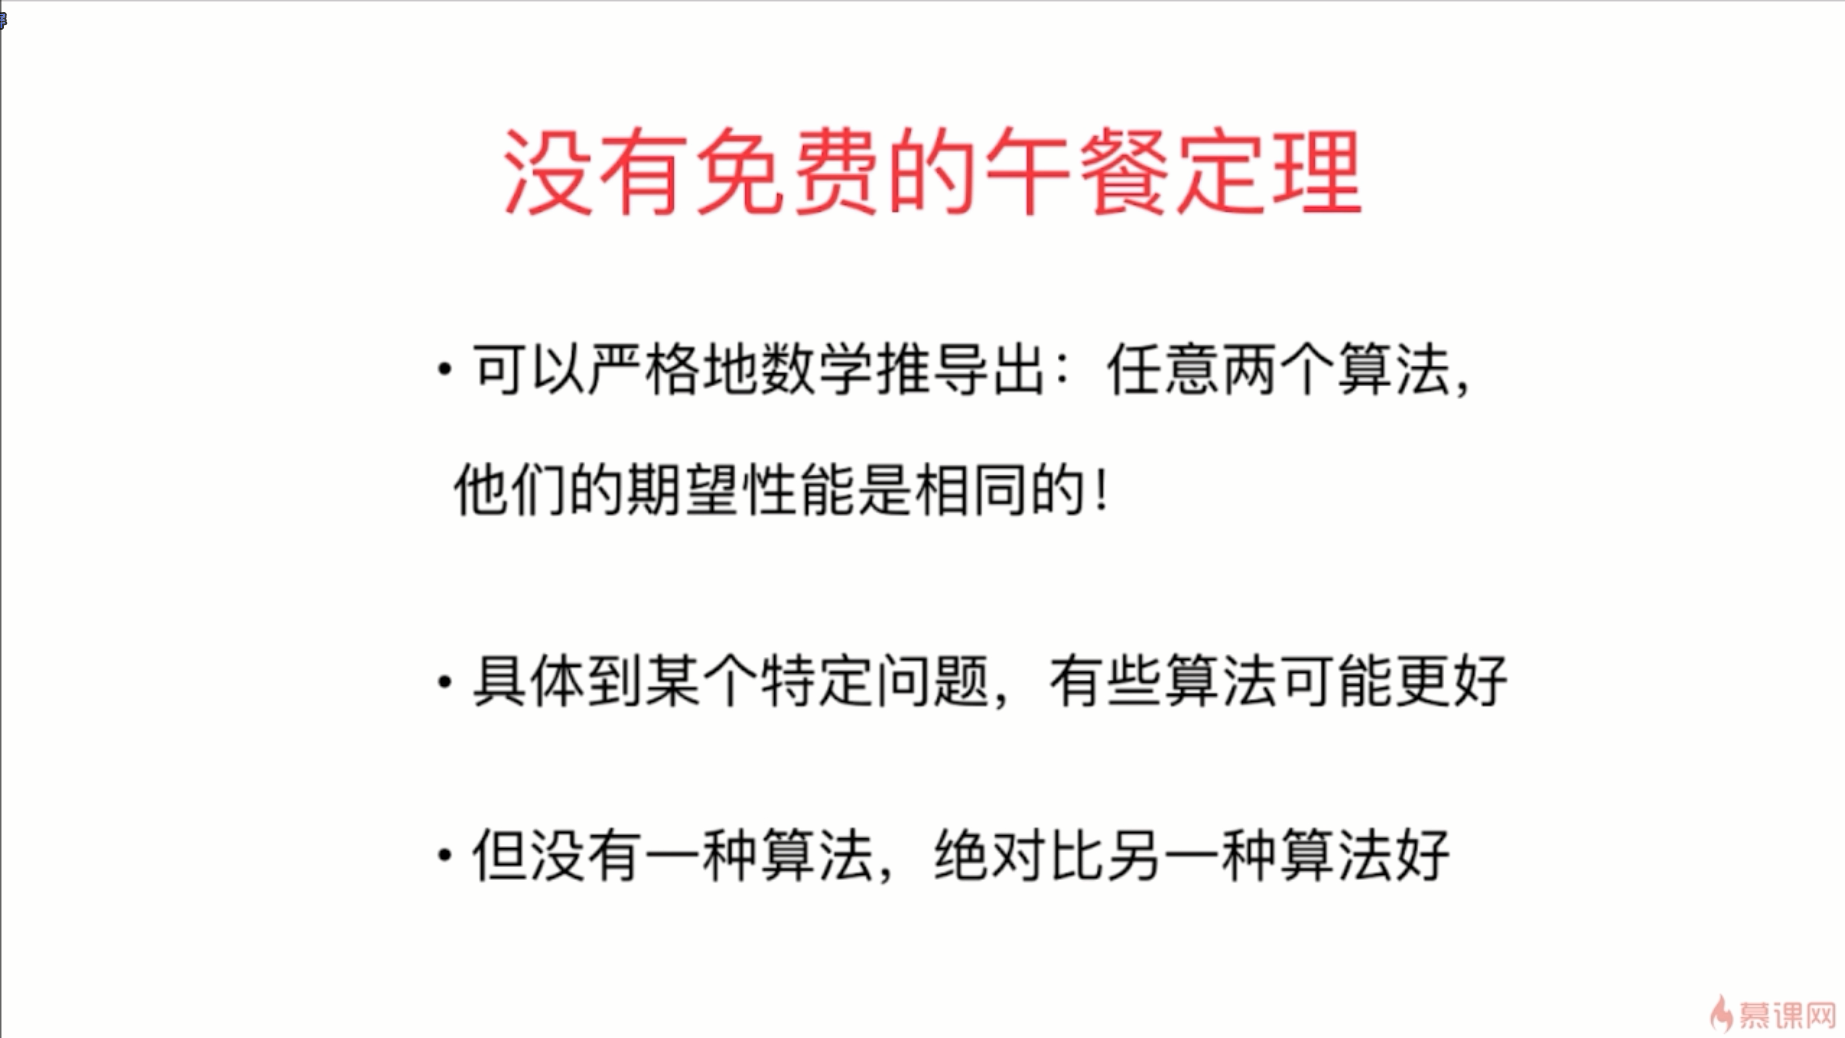 没有免费的午餐定理
• 可以严格地数学推导出：任意两个算法，
他们的期望性能是相同的！
• 具体到某个特定问题，有些算法可能更好
• 但没有一种算法，绝对比另一种算法好
慕课网